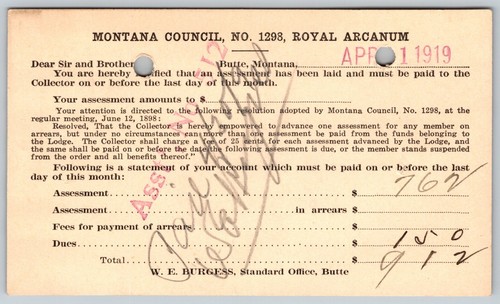 MONTANA COUNCIL, NO. 1298, ROYAL ARCANUM
Dear Sir and Brother Butte, Montana, APR 1 1919
You are hereby notified that an assessment has been laid and must be paid to the
Collector on or before the last day of this month.
Your assessment amounts to $
Your attention is directed to the following resolution adopted by Montana Council, No. 1298, at
the regular meeting, June 12, 1898:
Resolved, That the Collector is hereby empowered to advance one assessment for any member on
arrears, but under no circumstances any more than one assessment be paid from the funds belonging to
the Lodge. The Collector shall charge a fee of 25 cents for each assessment advanced by the Lodge, and
the same shall be paid on or before the date the following assessment is due, or the member stands suspended
from the order and all benefits thereof."
Following is a statement of your account which must be paid on or before the last
day of this month:
Assessment $ 762
Assessment in arrears $
Fees for payment of arrears $
Dues $ 150
Total $ 912
W. E. BURGESS, Standard Office, Butte
Paid